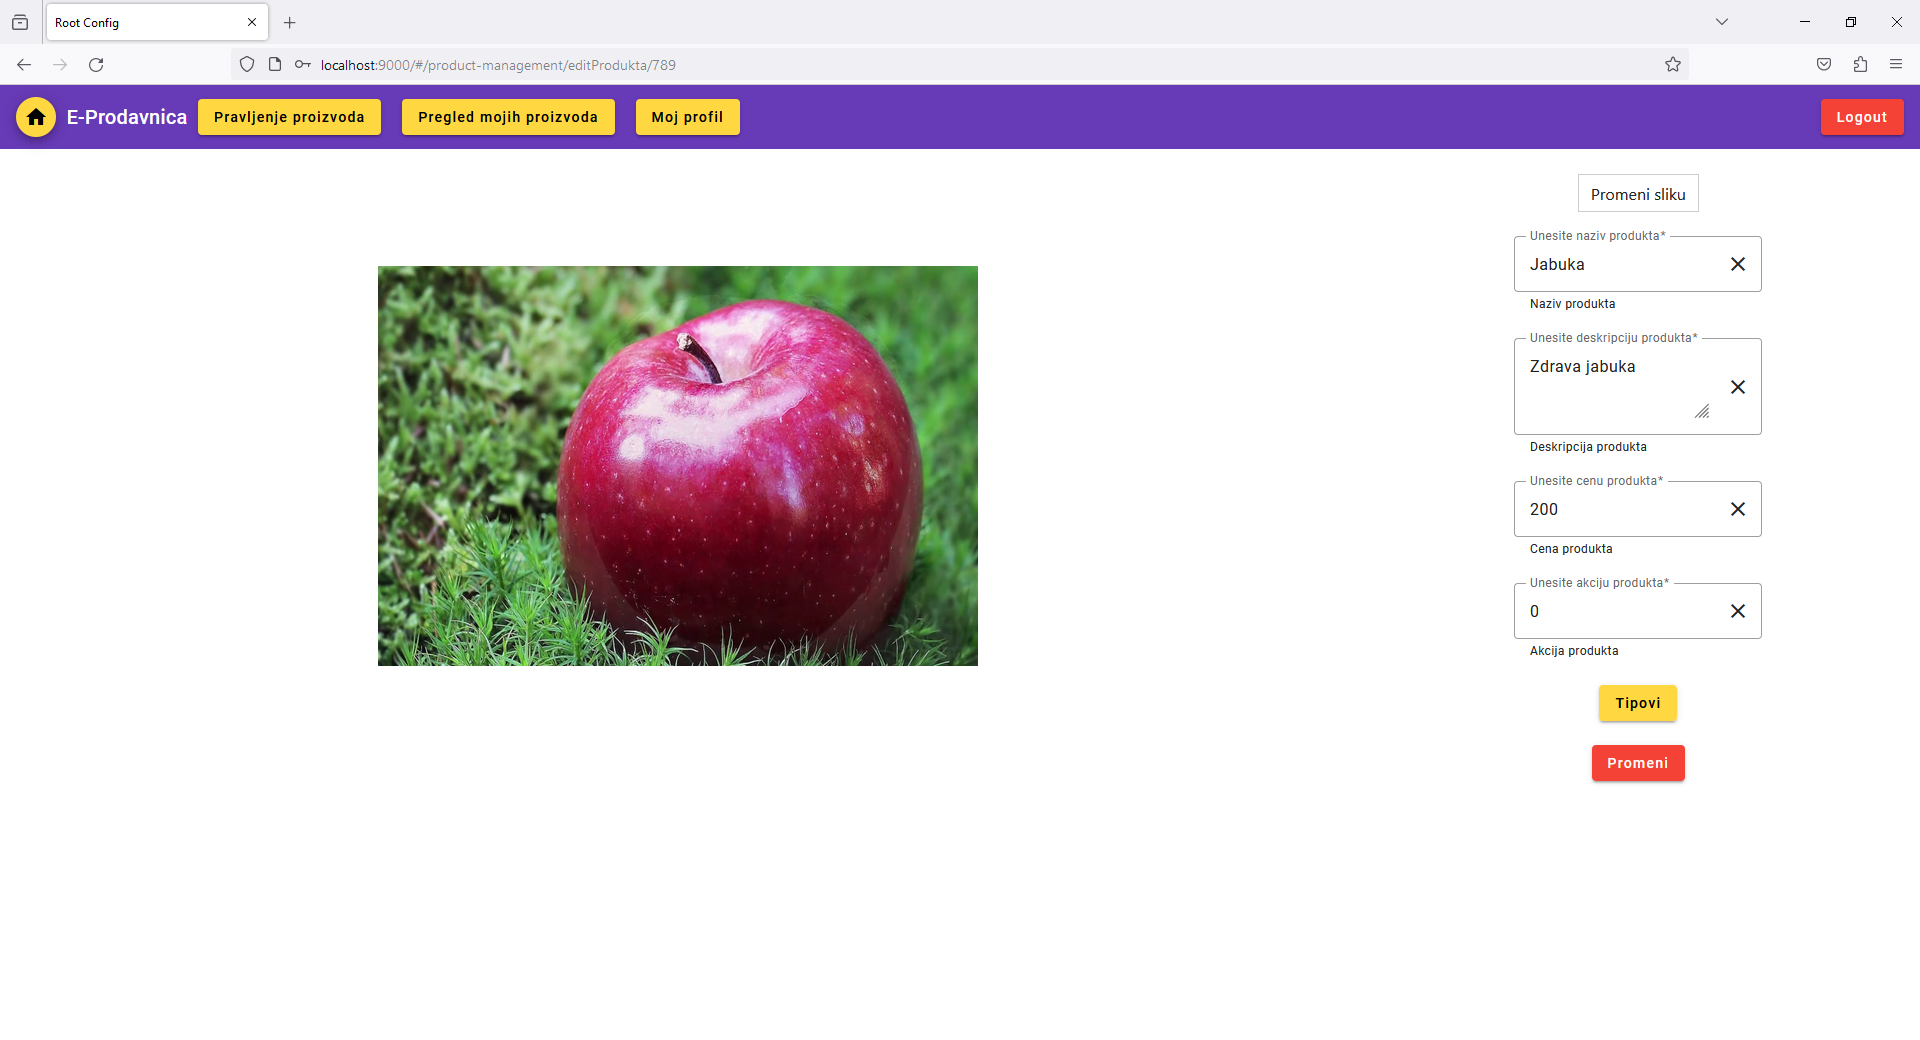 Root Config
localhost:9000/#/product-management/editProdukta/789
E-Prodavnica
Pravljenje proizvoda
Pregled mojih proizvoda
Moj profil
Logout
Promeni sliku
Unesite naziv produkta*
Jabuka
Naziv produkta
Unesite deskripciju produkta*
Zdrava jabuka
Deskripcija produkta
Unesite cenu produkta*
200
Cena produkta
Unesite akciju produkta*
0
Akcija produkta
Tipovi
Promeni